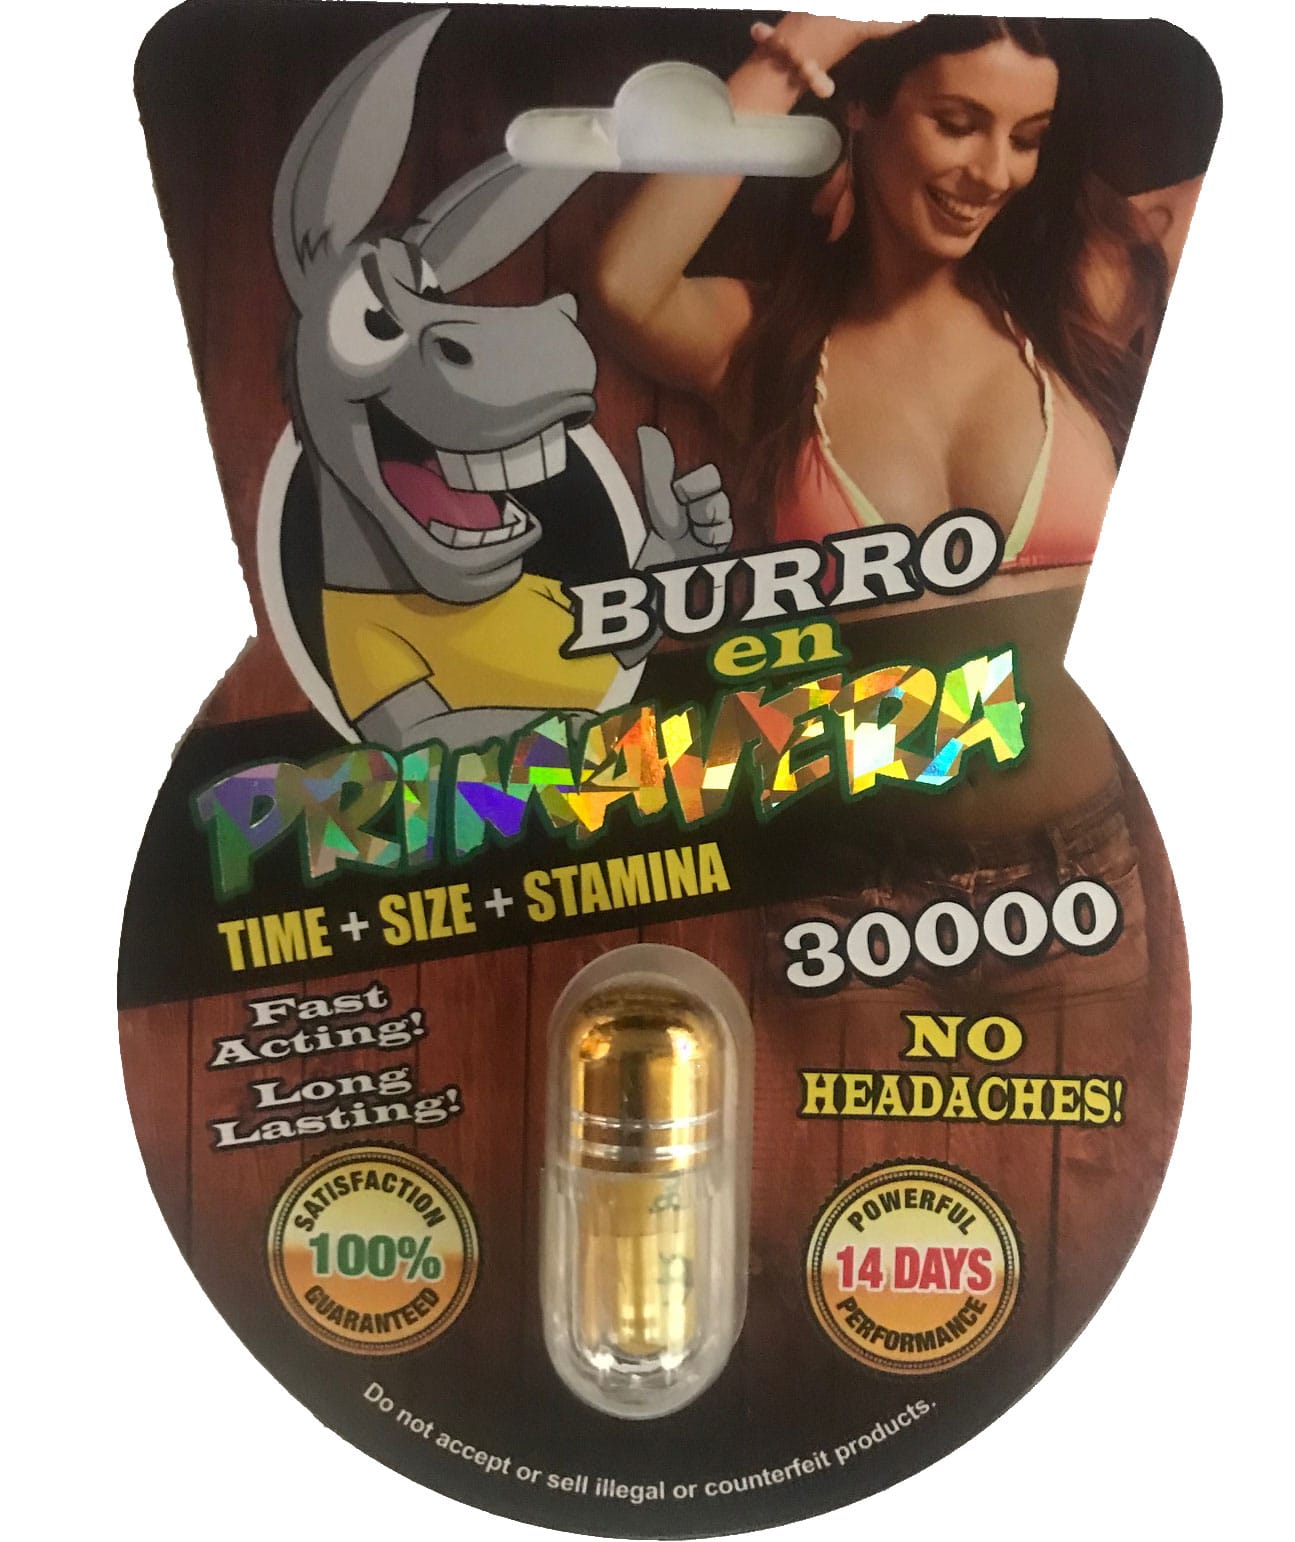 BURRO
en
PRIMAVERA
TIME + SIZE + STAMINA
30000
Fast
Acting!
Long
Lasting!
NO
HEADACHES!
SATISFACTION
100%
GUARANTEED
POWERFUL
14 DAYS
PERFORMANCE
Do not accept or sell illegal or counterfeit products.